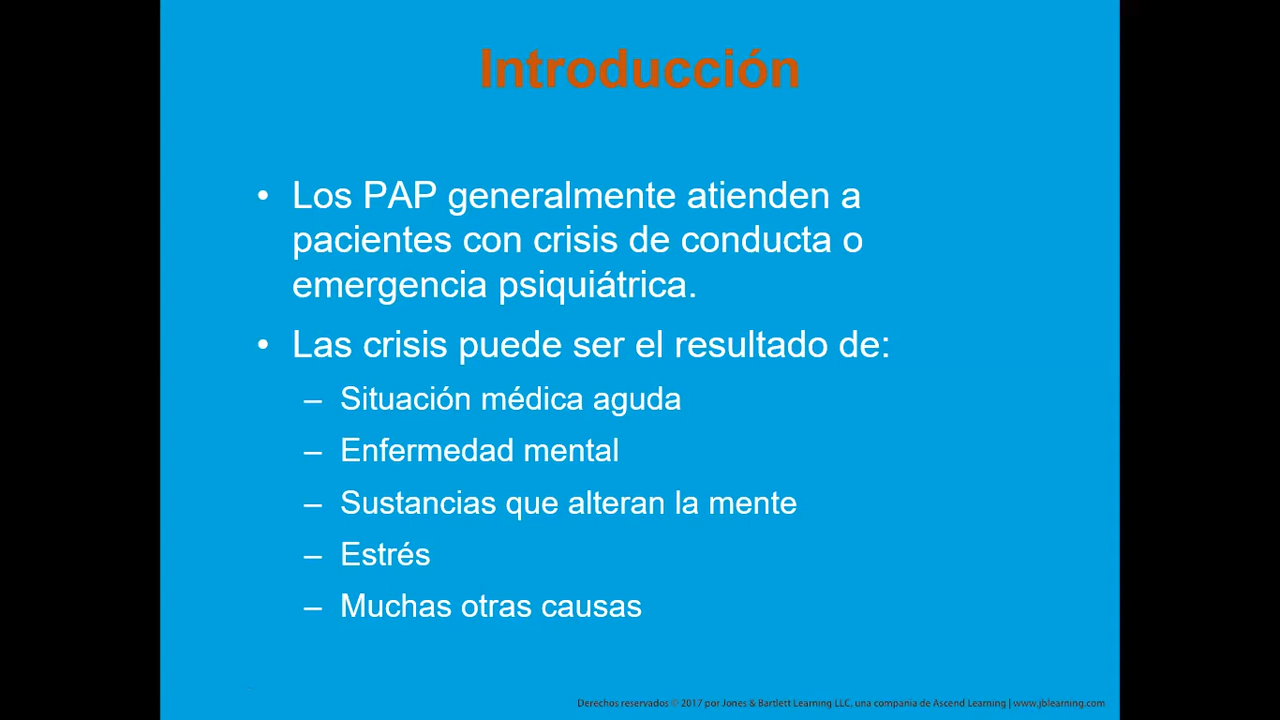 Introducción
• Los PAP generalmente atienden a
pacientes con crisis de conducta o
emergencia psiquiátrica.
• Las crisis puede ser el resultado de:
– Situación médica aguda
– Enfermedad mental
– Sustancias que alteran la mente
– Estrés
– Muchas otras causas
Derechos reservados © 2017 por Jones & Bartlett Learning LLC, una compania de Ascend Learning | www.jblearning.com